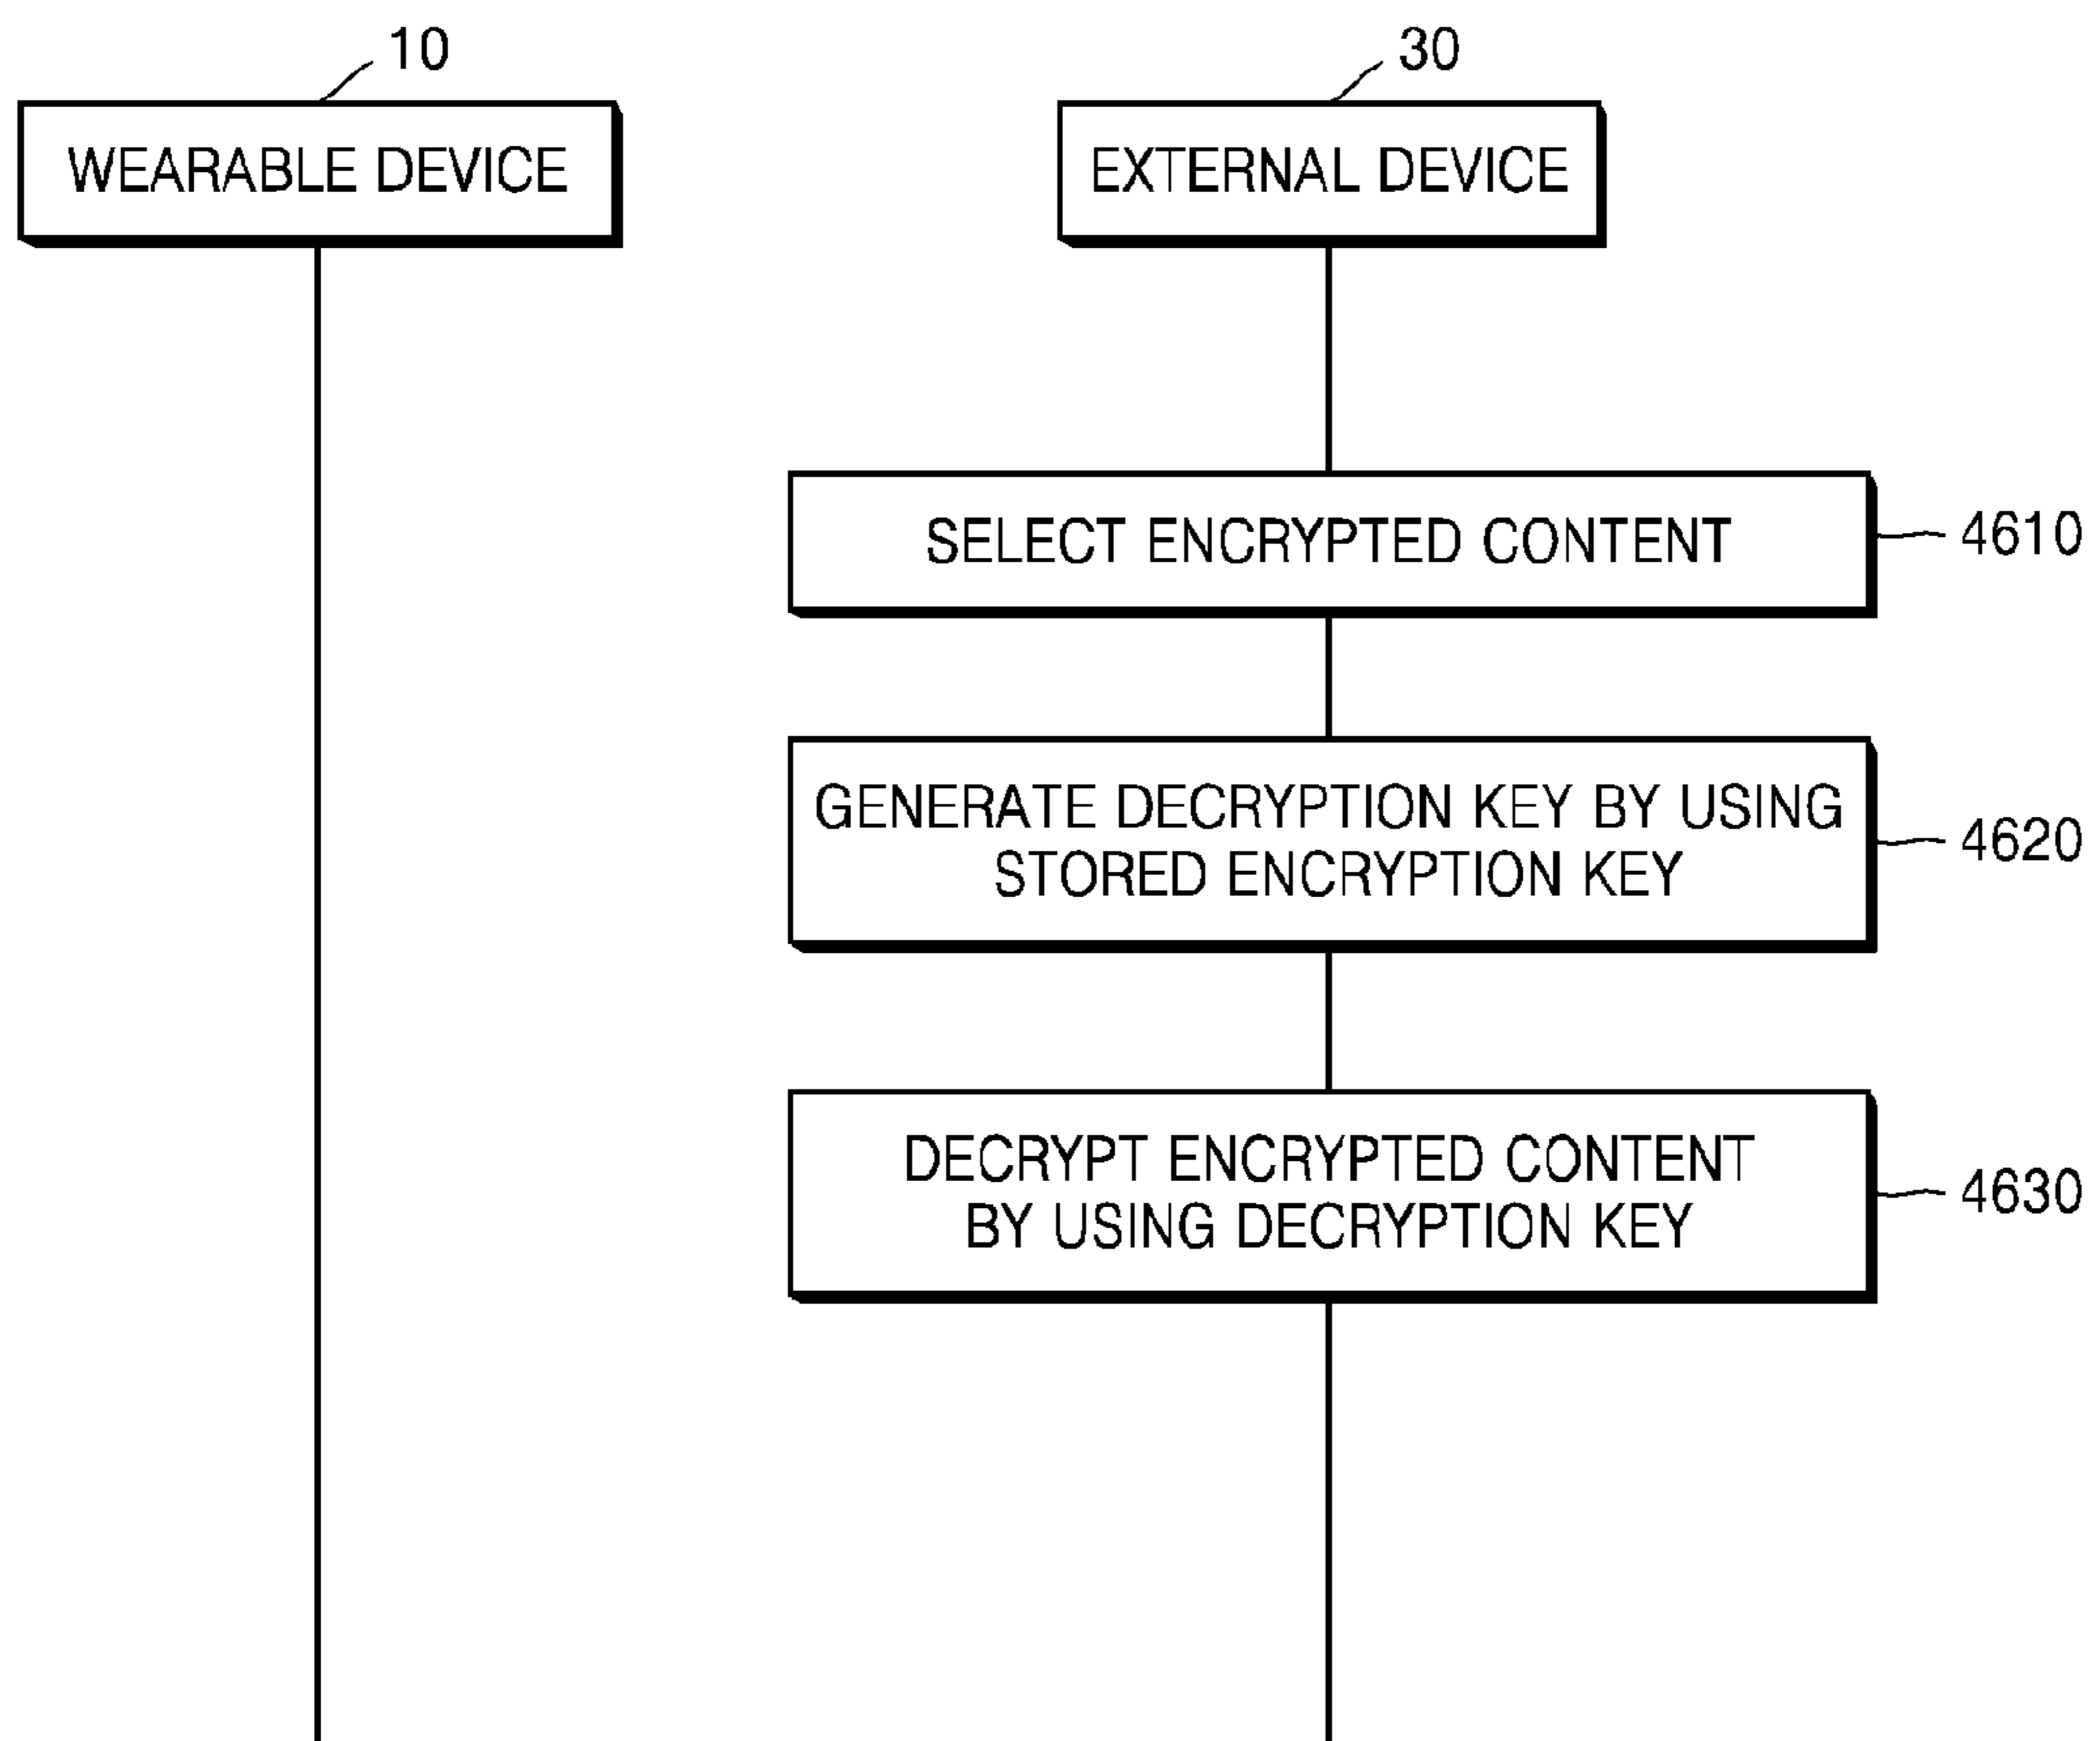 10
30
WEARABLE DEVICE
EXTERNAL DEVICE
SELECT ENCRYPTED CONTENT
4610
GENERATE DECRYPTION KEY BY USING
STORED ENCRYPTION KEY
4620
DECRYPT ENCRYPTED CONTENT
BY USING DECRYPTION KEY
4630